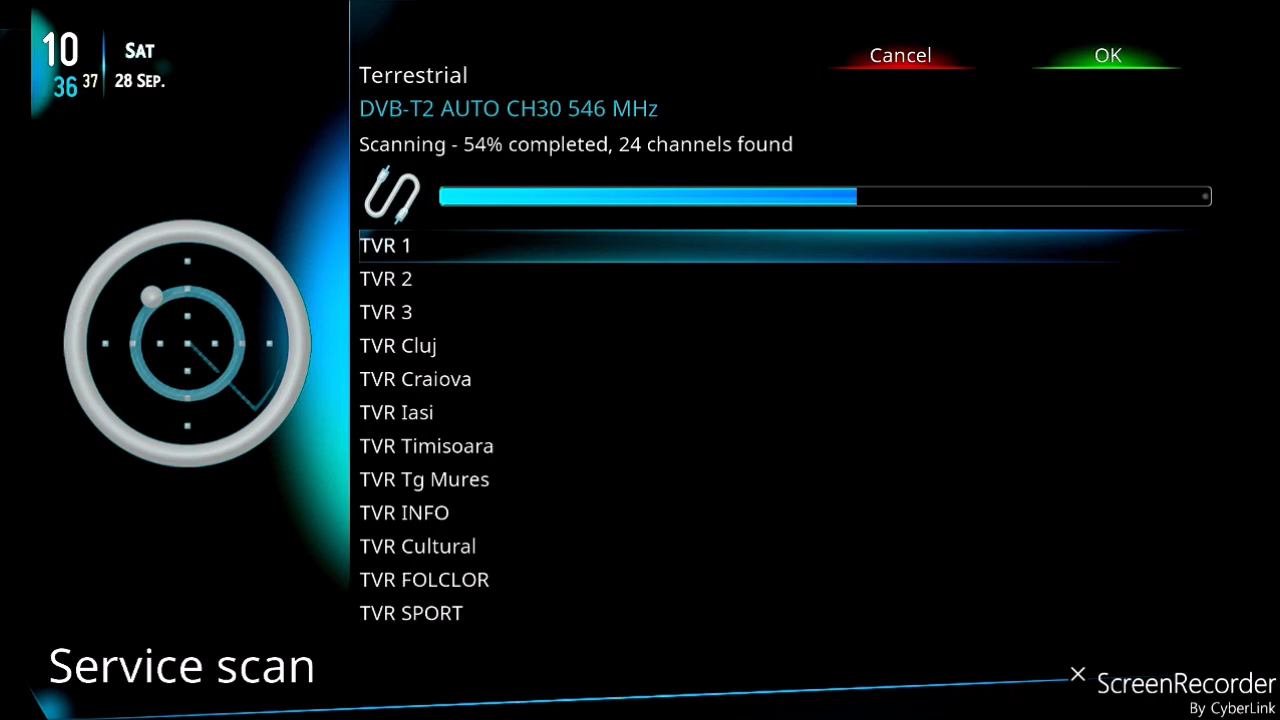 10
36 37
SAT
28 SEP.
Cancel
OK
Terrestrial
DVB-T2 AUTO CH30 546 MHz
Scanning - 54% completed, 24 channels found
TVR 1
TVR 2
TVR 3
TVR Cluj
TVR Craiova
TVR Iasi
TVR Timisoara
TVR Tg Mures
TVR INFO
TVR Cultural
TVR FOLCLOR
TVR SPORT
Service scan
ScreenRecorder
By CyberLink